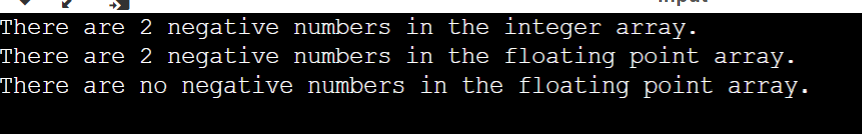 input
There are 2 negative numbers in the integer array.
There are 2 negative numbers in the floating point array.
There are no negative numbers in the floating point array.